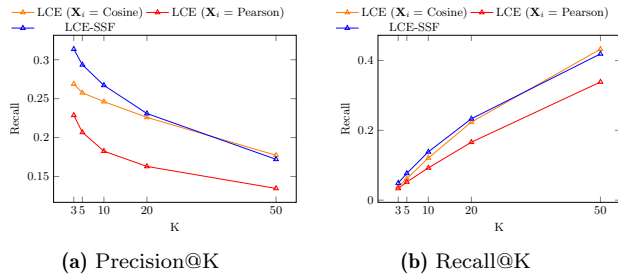 LCE (Xi = Cosine) LCE (Xi = Pearson)
LCE-SSF
0.3
0.25
0.2
0.15
Recall
3 5 10 20 50
K
(a) Precision@K
LCE (Xi = Cosine) LCE (Xi = Pearson)
LCE-SSF
0.4
0.2
0
Recall
3 5 10 20 50
K
(b) Recall@K